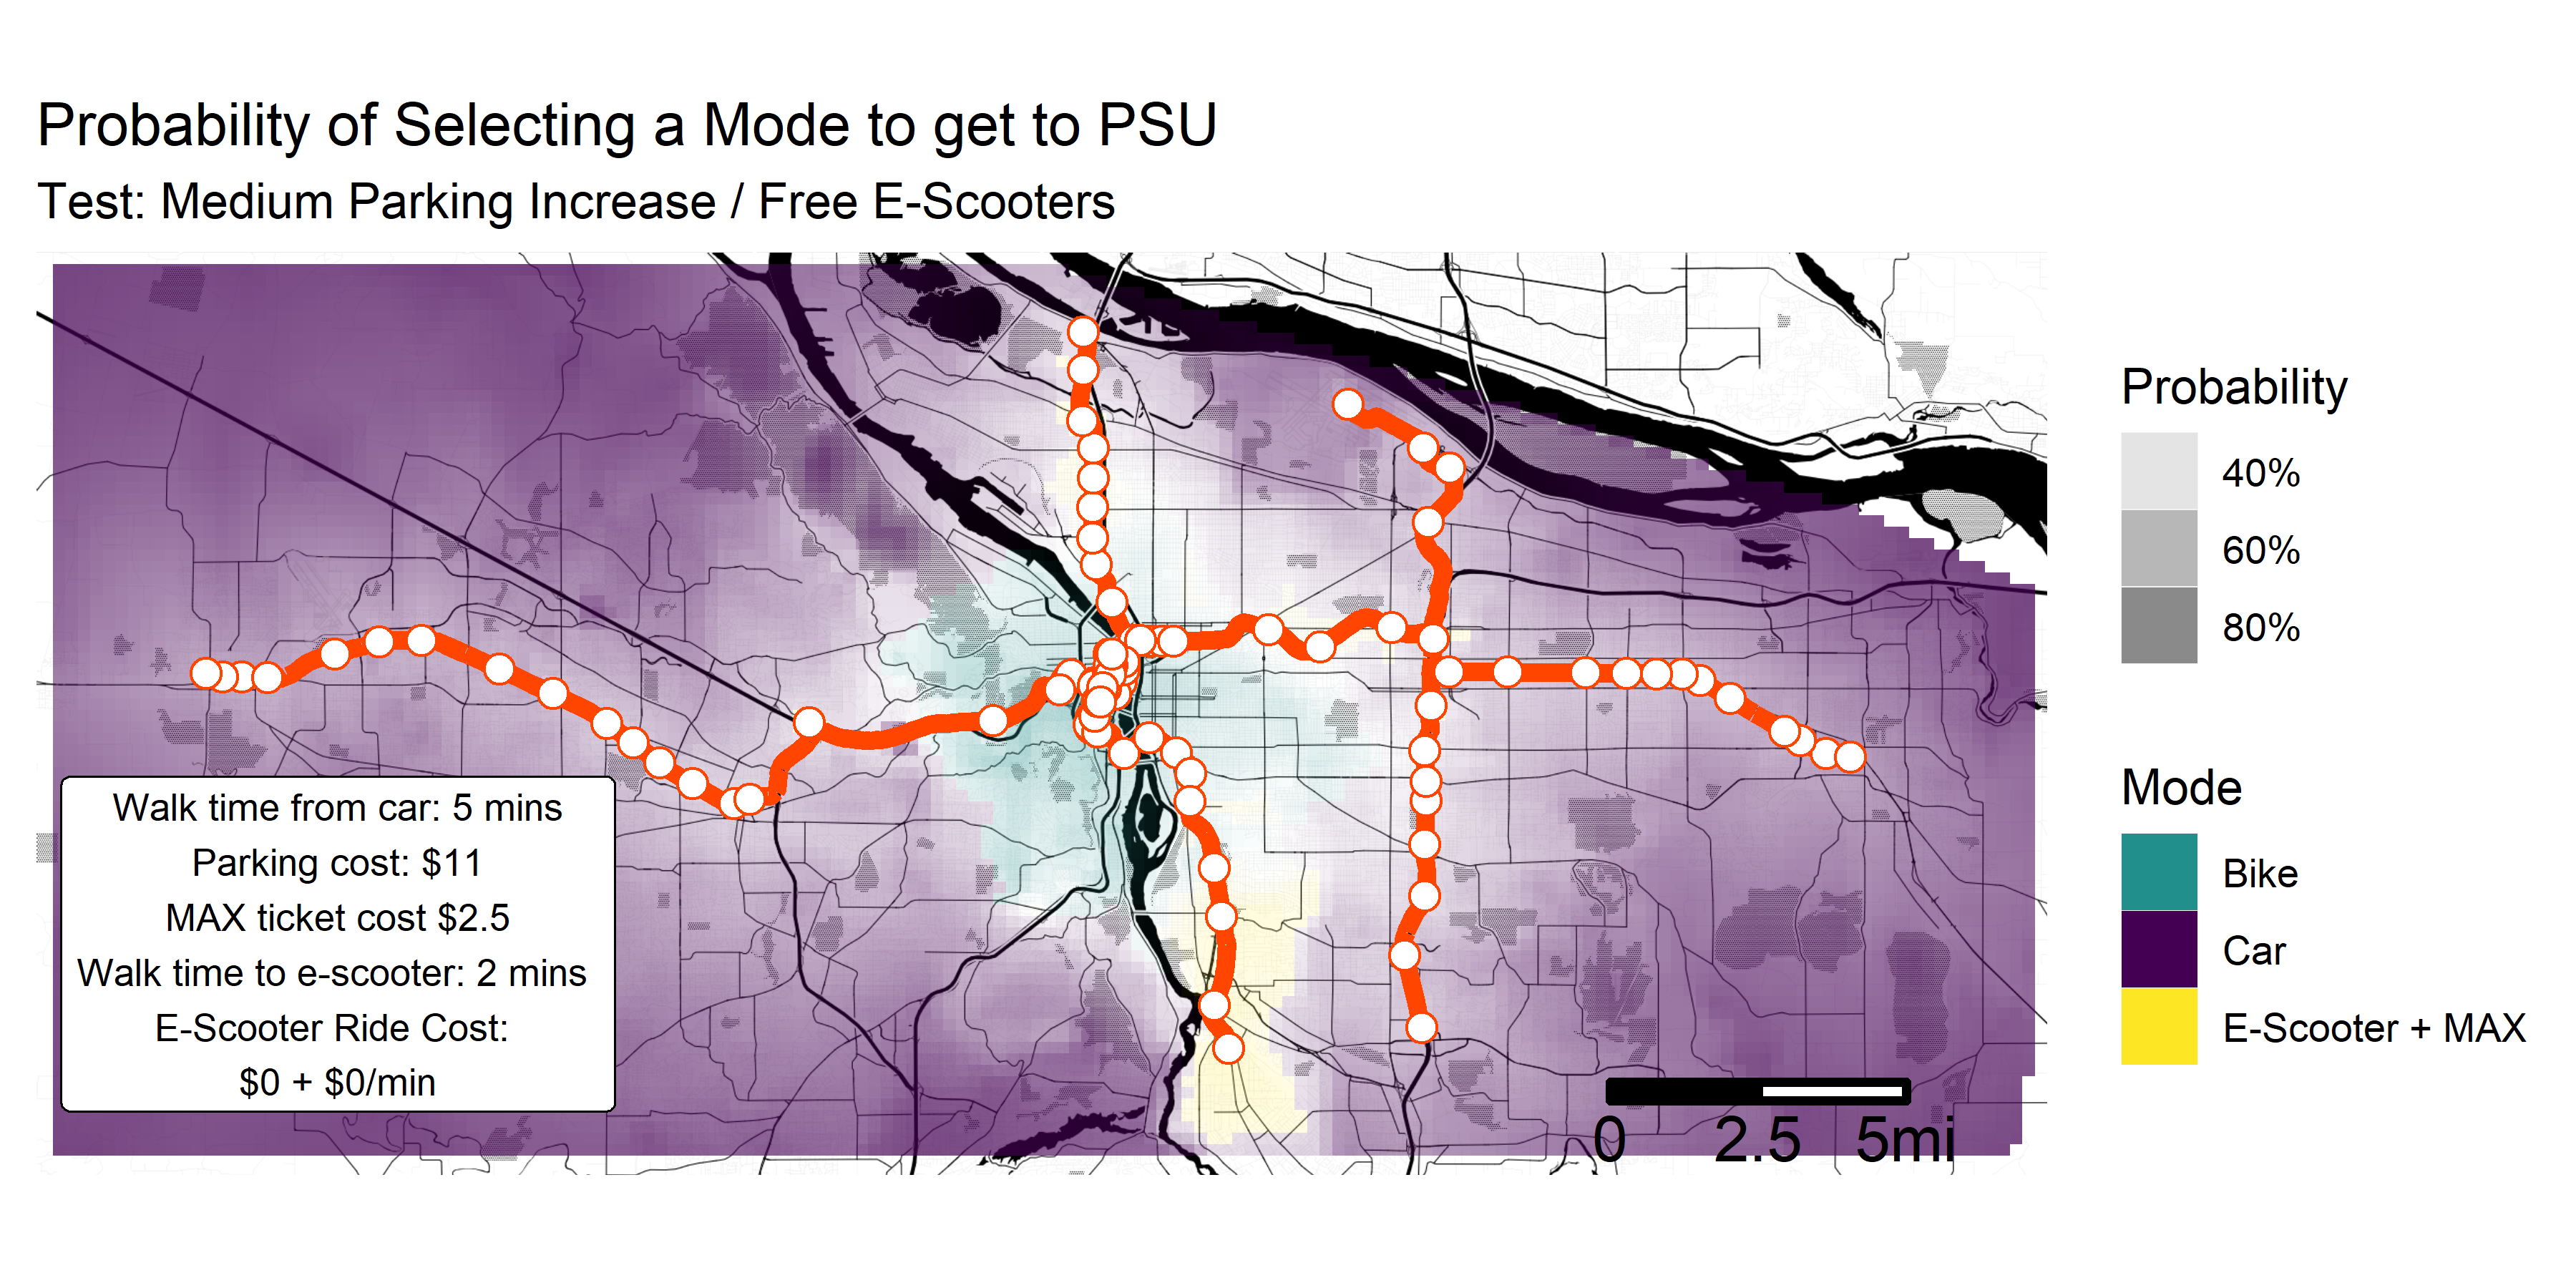 Probability of Selecting a Mode to get to PSU
Test: Medium Parking Increase / Free E-Scooters
Walk time from car: 5 mins
Parking cost: $11
MAX ticket cost $2.5
Walk time to e-scooter: 2 mins
E-Scooter Ride Cost:
$0 + $0/min
0 2.5 5mi
Probability
40%
60%
80%
Mode
Bike
Car
E-Scooter + MAX